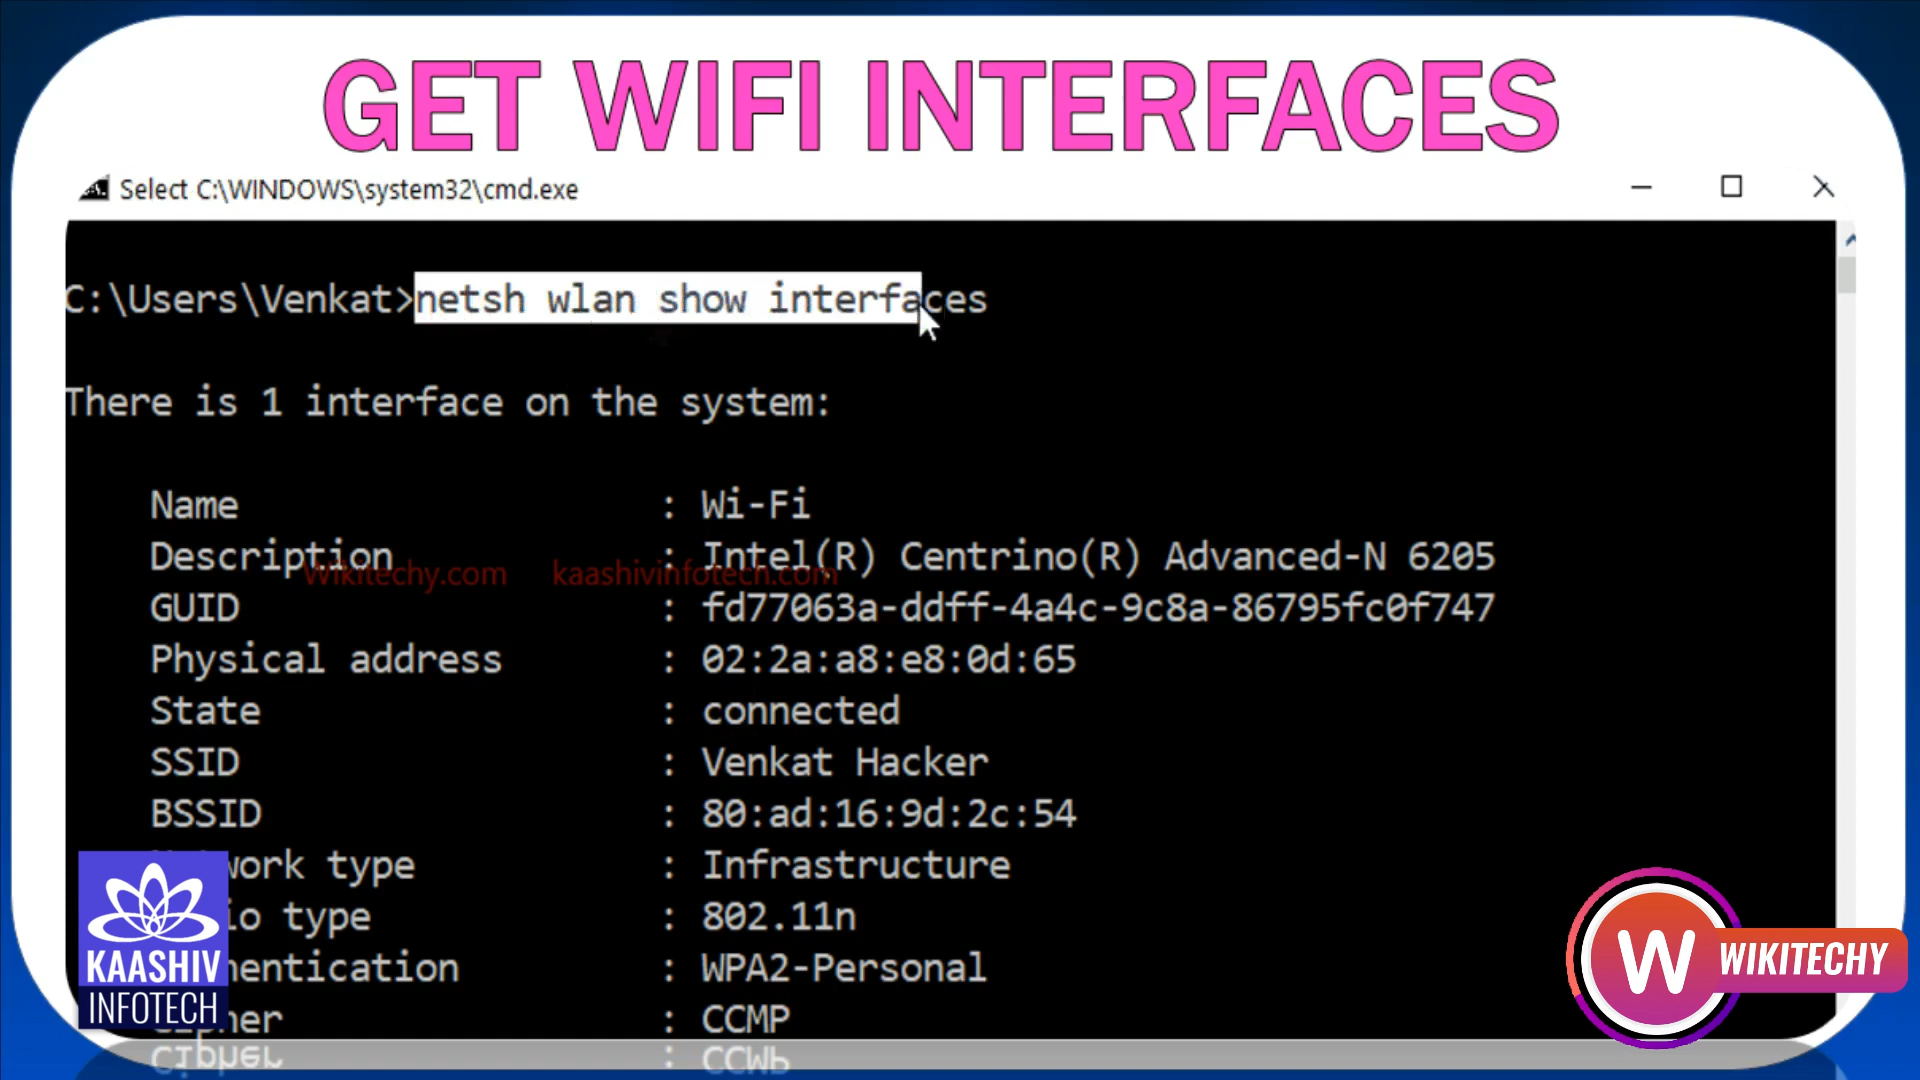 GET WIFI INTERFACES
Select C:\WINDOWS\system32\cmd.exe
C:\Users\Venkat>netsh wlan show interfaces
There is 1 interface on the system:
Name : Wi-Fi
Description : Intel(R) Centrino(R) Advanced-N 6205
Wikitechy.com kaashivinfotech.com
GUID : fd77063a-ddff-4a4c-9c8a-86795fc0f747
Physical address : 02:2a:a8:e8:0d:65
State : connected
SSID : Venkat Hacker
BSSID : 80:ad:16:9d:2c:54
work type : Infrastructure
io type : 802.11n
hentication : WPA2-Personal
Cipher : CCMP
KAASHIV
INFOTECH
W WIKITECHY